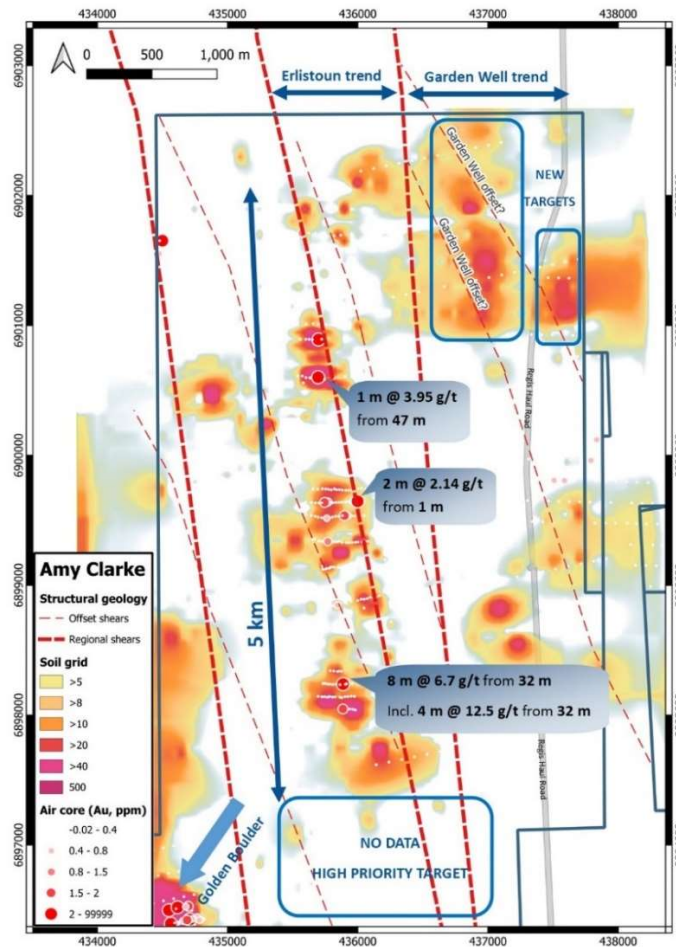 434000 435000 436000 437000 438000
0 500 1,000 m
Erlistoun trend
Garden Well trend
6903000
6902000
6901000
6900000
6899000
6898000
6897000
Garden Well offset?
Garden Well offset?
NEW
TARGETS
1 m @ 3.95 g/t
from 47 m
Regis Haul Road
2 m @ 2.14 g/t
from 1 m
5 km
8 m @ 6.7 g/t from 32 m
Incl. 4 m @ 12.5 g/t from 32 m
Regis Haul Road
NO DATA
HIGH PRIORITY TARGET
Golden Boulder
Amy Clarke
Structural geology
Offset shears
Regional shears
Soil grid
>5
>8
>10
>20
>40
500
Air core (Au, ppm)
-0.02 - 0.4
0.4 - 0.8
0.8 - 1.5
1.5 - 2
2 - 99999
434000 435000 436000 437000 438000